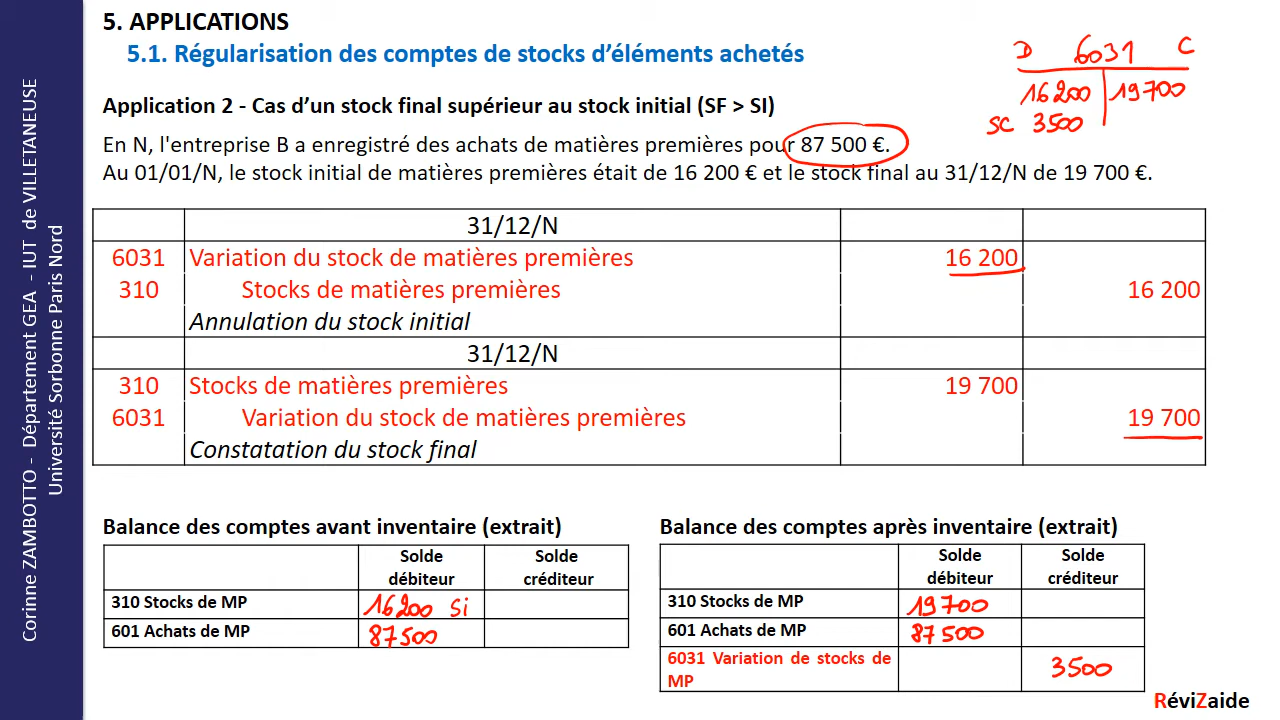 Corinne ZAMBOTTO - Département GEA - IUT de VILLETANEUSE
Université Sorbonne Paris Nord
5. APPLICATIONS
5.1. Régularisation des comptes de stocks d'éléments achetés
D 6031 C
16 200 19 700
SC 3500
Application 2 - Cas d'un stock final supérieur au stock initial (SF > SI)
En N, l'entreprise B a enregistré des achats de matières premières pour 87 500 €.
Au 01/01/N, le stock initial de matières premières était de 16 200 € et le stock final au 31/12/N de 19 700 €.
31/12/N
6031 Variation du stock de matières premières 16 200
310 Stocks de matières premières 16 200
Annulation du stock initial
31/12/N
310 Stocks de matières premières 19 700
6031 Variation du stock de matières premières 19 700
Constatation du stock final
Balance des comptes avant inventaire (extrait)
Solde Solde
débiteur créditeur
310 Stocks de MP 16200 Si
601 Achats de MP 87500
Balance des comptes après inventaire (extrait)
Solde Solde
débiteur créditeur
310 Stocks de MP 19700
601 Achats de MP 87500
6031 Variation de stocks de 3500
MP
RéviZaide